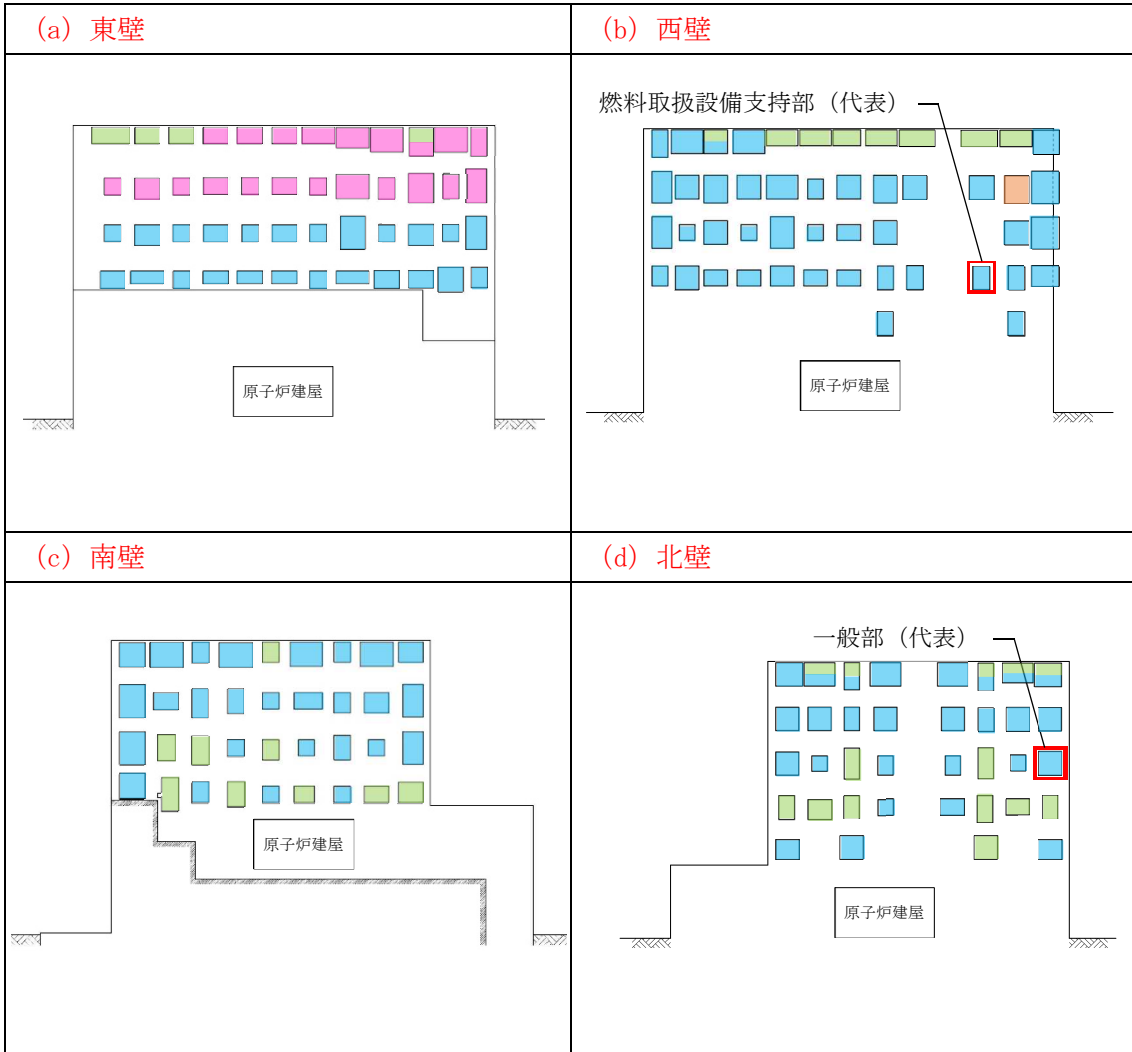 (a) 東壁
(b) 西壁
燃料取扱設備支持部 (代表)
原子炉建屋
原子炉建屋
(c) 南壁
(d) 北壁
一般部 (代表)
原子炉建屋
原子炉建屋